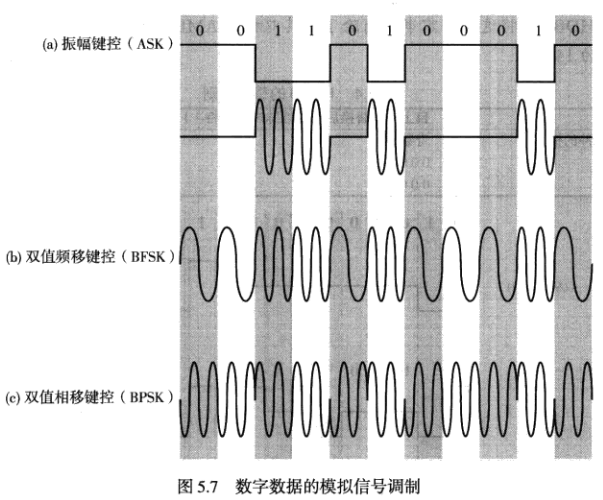 0 0 1 1 0 1 0 0 0 1 0
(a) 振幅键控（ASK）
(b) 双值频移键控（BFSK）
(c) 双值相移键控（BPSK）
图 5.7 数字数据的模拟信号调制